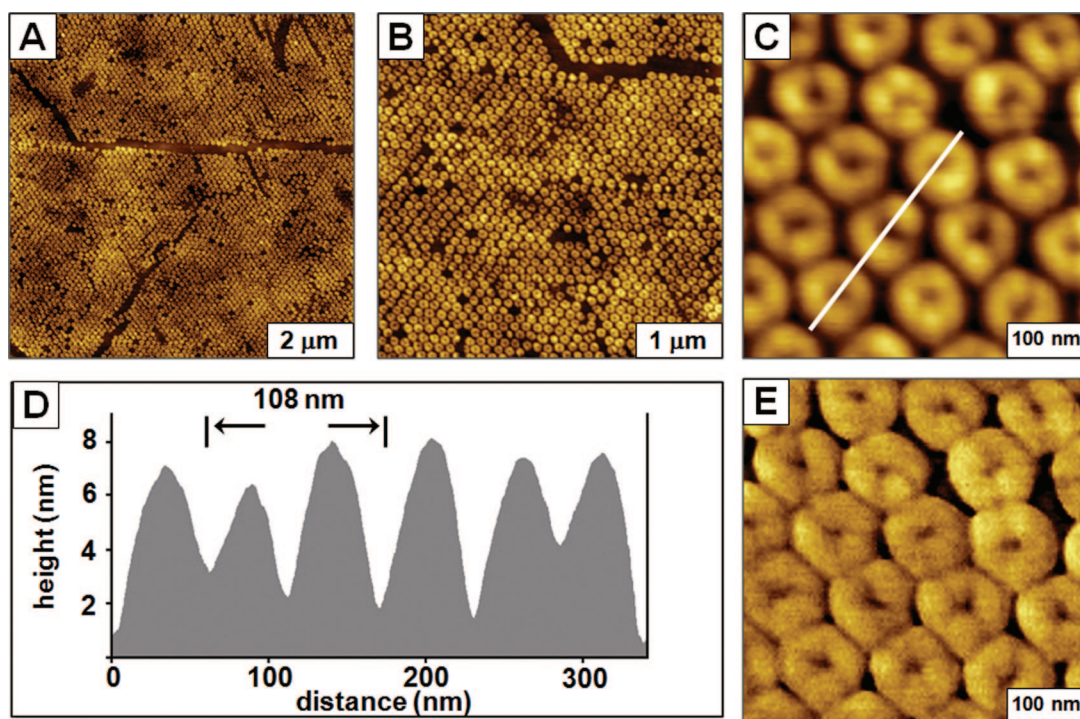 A
2 μm
B
1 μm
C
100 nm
D
108 nm
height (nm)
8
6
4
2
0
100
200
300
distance (nm)
E
100 nm